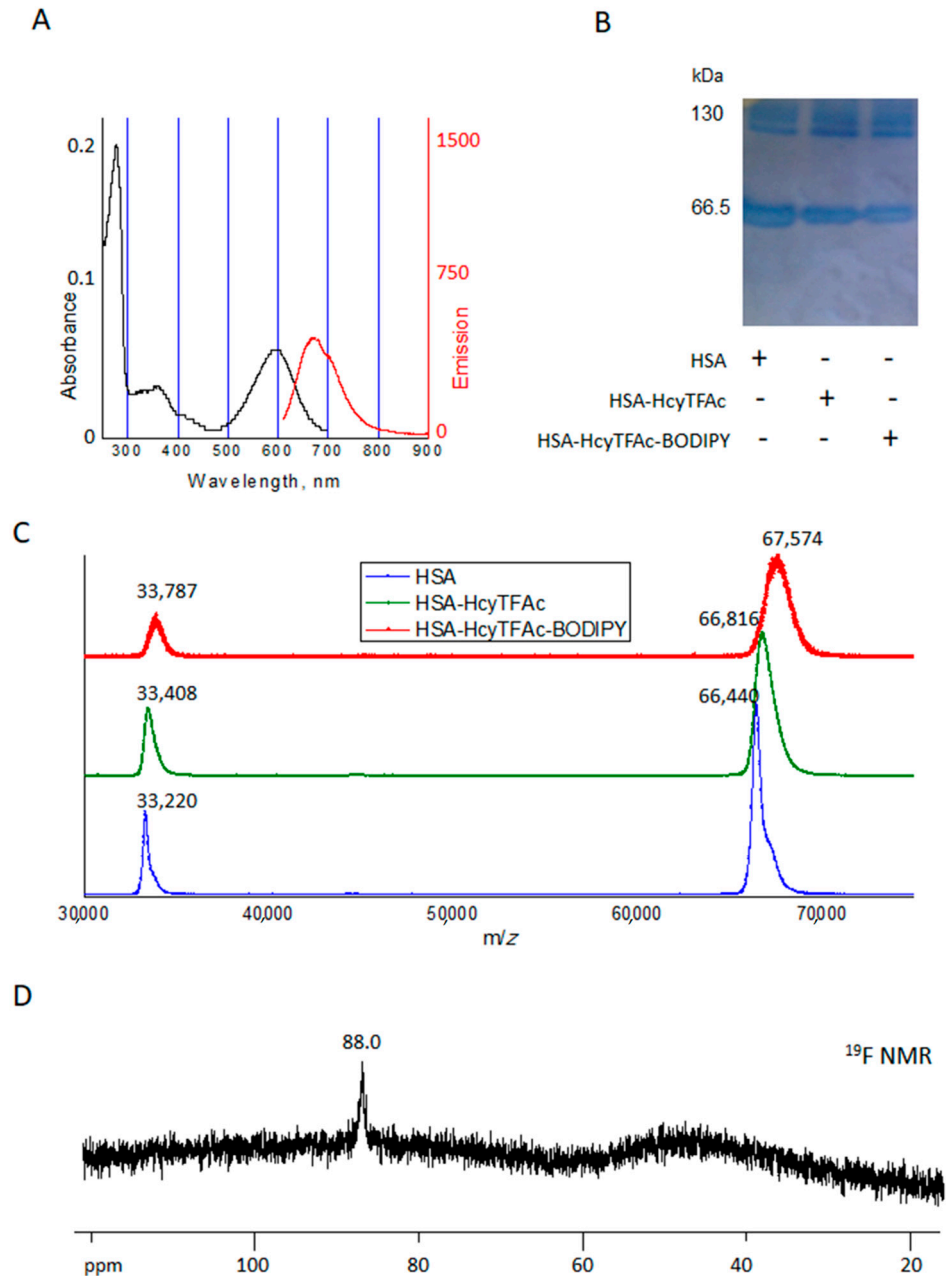 A
0.2
0.1
0
Absorbance
1500
750
0
Emission
300 400 500 600 700 800 900
Wavelength, nm
B
kDa
130
66.5
HSA + - -
HSA-HcyTFAc - + -
HSA-HcyTFAc-BODIPY - - +
C
67,574
33,787
HSA
HSA-HcyTFAc
HSA-HcyTFAc-BODIPY
66,816
33,408
66,440
33,220
30,000 40,000 50,000 60,000 70,000
m/z
D
88.0
19F NMR
ppm 100 80 60 40 20